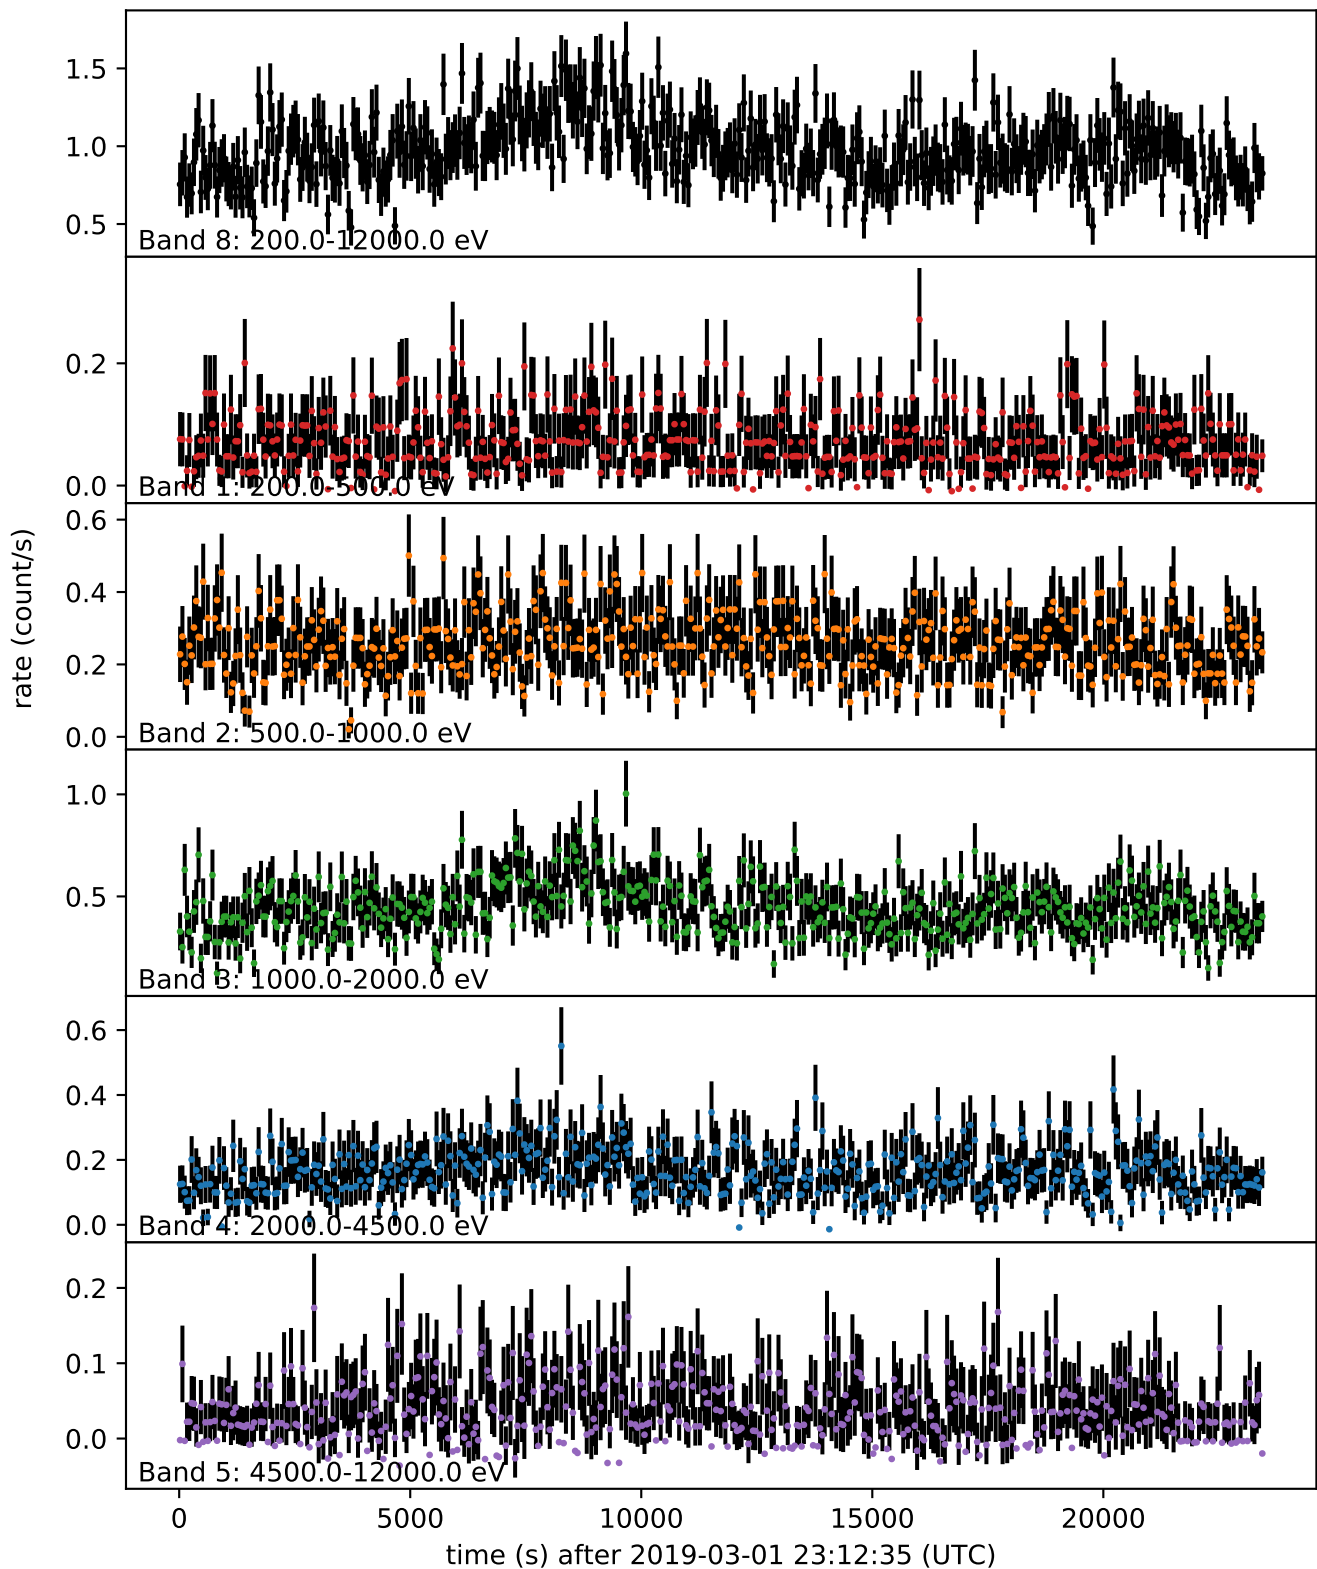 1.5
1.0
0.5
Band 8: 200.0-12000.0 eV
0.2
0.0
Band 1: 200.0-500.0 eV
rate (count/s)
0.6
0.4
0.2
0.0
Band 2: 500.0-1000.0 eV
1.0
0.5
Band 3: 1000.0-2000.0 eV
0.6
0.4
0.2
0.0
Band 4: 2000.0-4500.0 eV
0.2
0.1
0.0
Band 5: 4500.0-12000.0 eV
0 5000 10000 15000 20000
time (s) after 2019-03-01 23:12:35 (UTC)